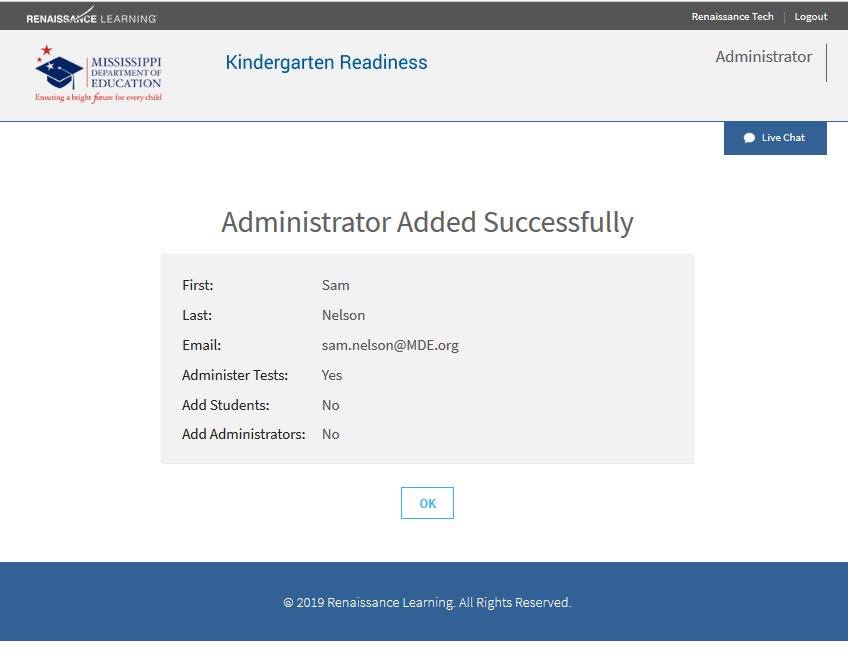 RENAISSANCE LEARNING
Renaissance Tech | Logout
MISSISSIPPI
DEPARTMENT OF
EDUCATION
Ensuring a bright future for every child
Kindergarten Readiness
Administrator
Live Chat
Administrator Added Successfully
First: Sam
Last: Nelson
Email: sam.nelson@MDE.org
Administer Tests: Yes
Add Students: No
Add Administrators: No
OK
© 2019 Renaissance Learning. All Rights Reserved.